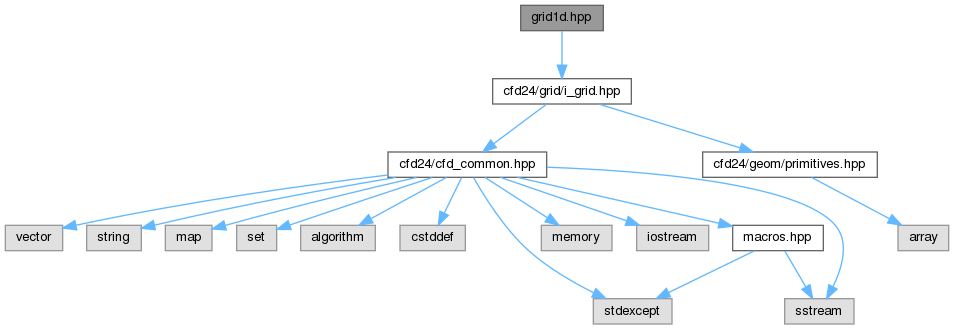 grid1d.hpp
cfd24/grid/i_grid.hpp
cfd24/cfd_common.hpp
cfd24/geom/primitives.hpp
vector
string
map
set
algorithm
cstddef
memory
iostream
macros.hpp
array
stdexcept
sstream